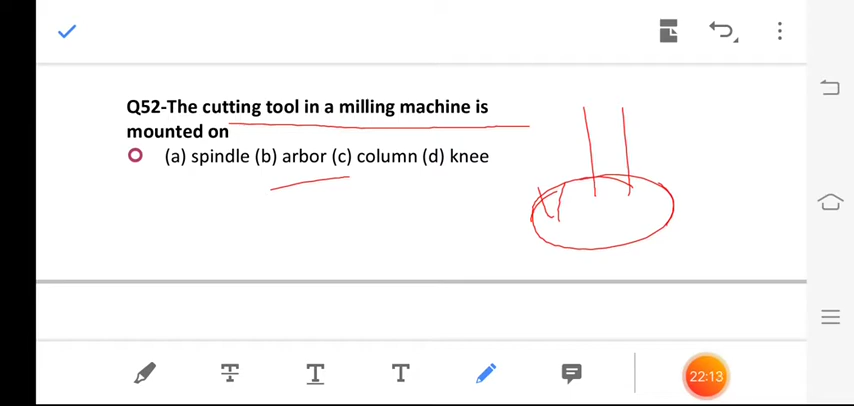 Q52-The cutting tool in a milling machine is
mounted on
(a) spindle (b) arbor (c) column (d) knee
T
T
T
22:13